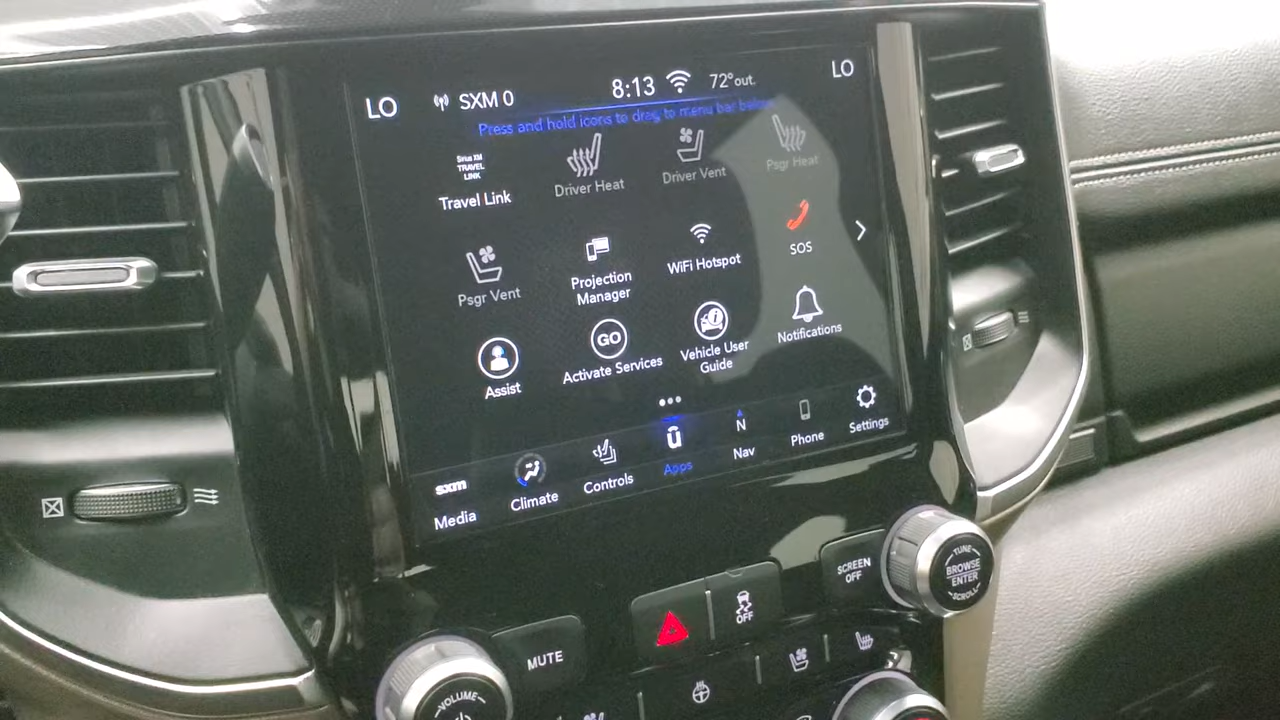 LO
SXM 0
8:13
72°out.
LO
Press and hold icons to drag to menu bar below
Sirius XM
TRAVEL
LINK
Travel Link
Driver Heat
Driver Vent
Psgr Heat
Psgr Vent
Projection
Manager
WiFi Hotspot
SOS
Assist
GO
Activate Services
Vehicle User
Guide
Notifications
sxm
Media
Climate
Controls
Apps
N
Nav
Phone
Settings
SCREEN
OFF
TUNE
BROWSE
ENTER
SCROLL
OFF
MUTE
VOLUME